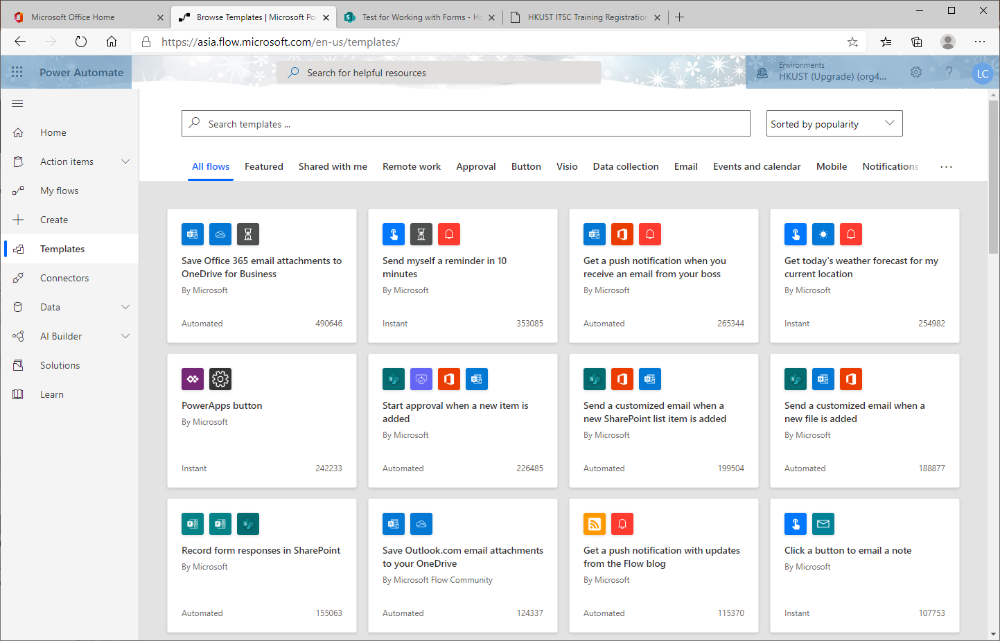 Microsoft Office Home
Browse Templates | Microsoft Po
Test for Working with Forms - Ho
HKUST ITSC Training Registration
https://asia.flow.microsoft.com/en-us/templates/
Power Automate
Search for helpful resources
Environments
HKUST (Upgrade) (org4...
?
LC
Search templates ...
Sorted by popularity
Home
Action items
My flows
Create
Templates
Connectors
Data
AI Builder
Solutions
Learn
All flows Featured Shared with me Remote work Approval Button Visio Data collection Email Events and calendar Mobile Notifications ...
Save Office 365 email attachments to
OneDrive for Business
By Microsoft
Automated 490646
Send myself a reminder in 10
minutes
By Microsoft
Instant 353085
Get a push notification when you
receive an email from your boss
By Microsoft
Automated 265344
Get today's weather forecast for my
current location
By Microsoft
Instant 254982
PowerApps button
By Microsoft
Instant 242233
Start approval when a new item is
added
By Microsoft
Automated 226485
Send a customized email when a
new SharePoint list item is added
By Microsoft
Automated 199504
Send a customized email when a
new file is added
By Microsoft
Automated 188877
Record form responses in SharePoint
By Microsoft
Automated 155063
Save Outlook.com email attachments
to your OneDrive
By Microsoft Flow Community
Automated 124337
Get a push notification with updates
from the Flow blog
By Microsoft
Automated 115370
Click a button to email a note
By Microsoft
Instant 107753